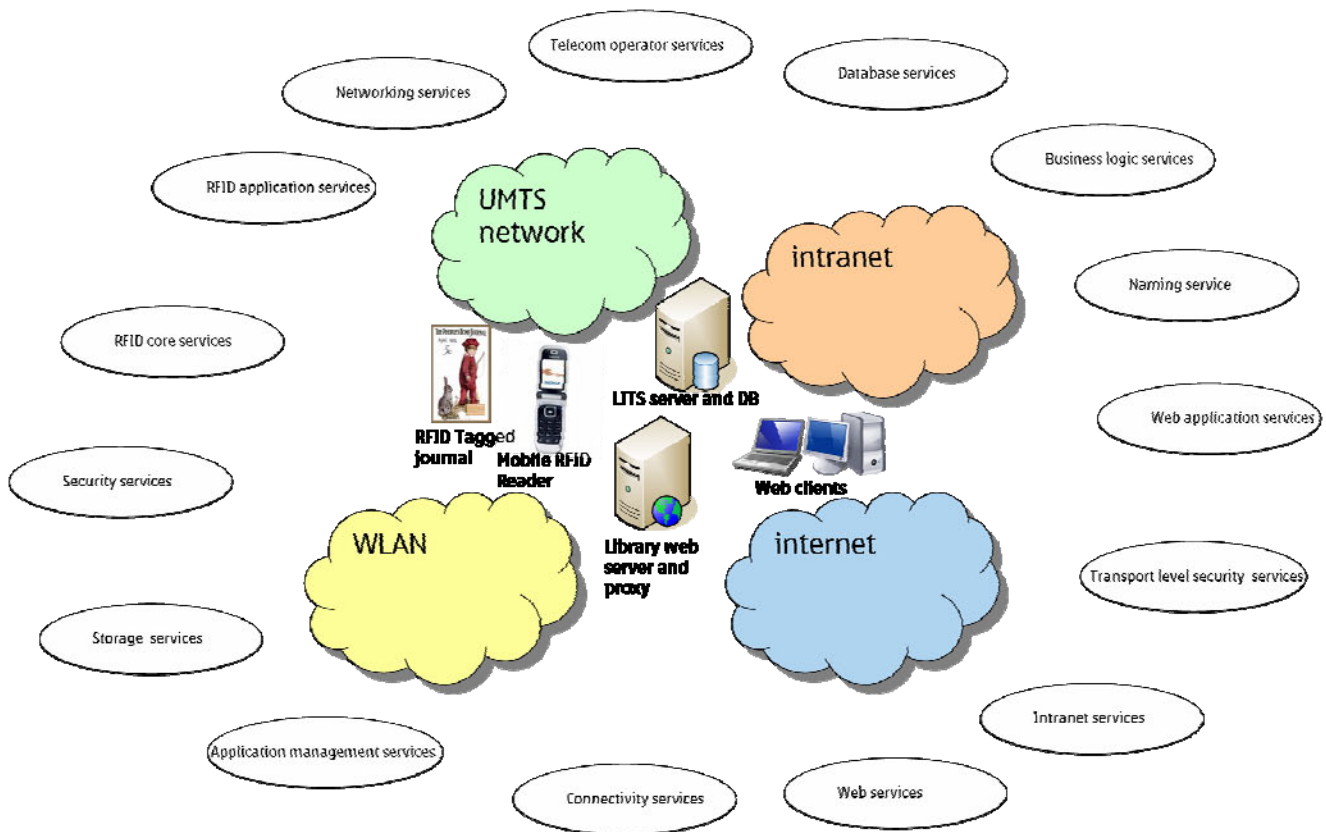 Telecom operator services
Database services
Networking services
Business logic services
RFID application services
UMTS
network
intranet
Naming service
RFID core services
LITS server and DB
Web application services
RFID Tagged
journal
Mobile RFID
Reader
Web clients
Security services
WLAN
Library web
server and
proxy
internet
Transport level security services
Storage services
Intranet services
Application management services
Connectivity services
Web services